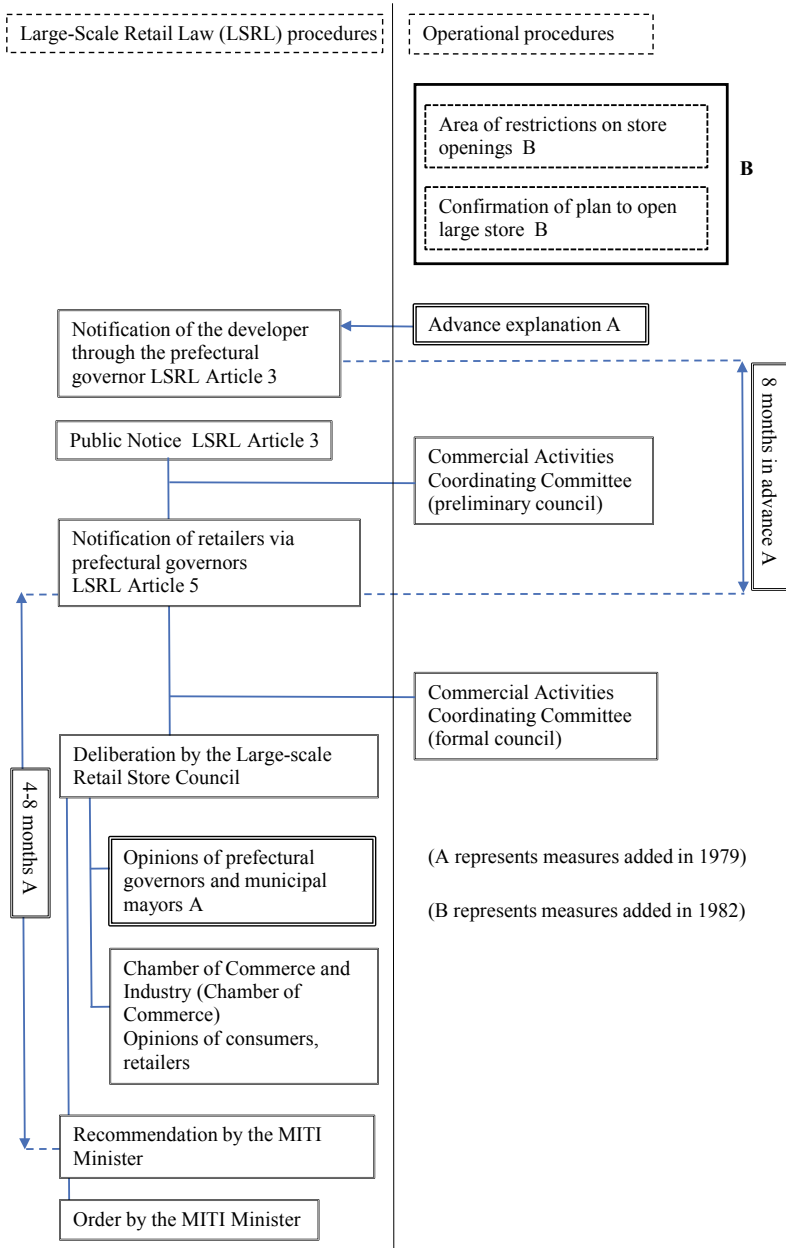 Large-Scale Retail Law (LSRL) procedures
Operational procedures
Area of restrictions on store
openings B
Confirmation of plan to open
large store B
B
Notification of the developer
through the prefectural
governor LSRL Article 3
Advance explanation A
8 months in advance A
Public Notice LSRL Article 3
Commercial Activities
Coordinating Committee
(preliminary council)
Notification of retailers via
prefectural governors
LSRL Article 5
Commercial Activities
Coordinating Committee
(formal council)
Deliberation by the Large-scale
Retail Store Council
4-8 months A
Opinions of prefectural
governors and municipal
mayors A
(A represents measures added in 1979)
(B represents measures added in 1982)
Chamber of Commerce and
Industry (Chamber of
Commerce)
Opinions of consumers,
retailers
Recommendation by the MITI
Minister
Order by the MITI Minister